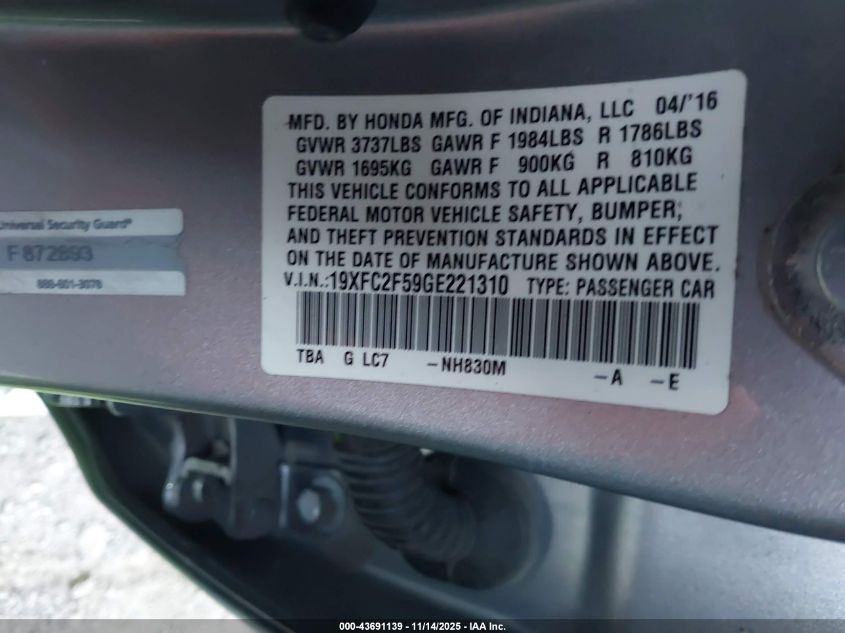 MFD. BY HONDA MFG. OF INDIANA, LLC 04/'16
GVWR 3737LBS GAWR F 1984LBS R 1786LBS
GVWR 1695KG GAWR F 900KG R 810KG
THIS VEHICLE CONFORMS TO ALL APPLICABLE
FEDERAL MOTOR VEHICLE SAFETY, BUMPER,
AND THEFT PREVENTION STANDARDS IN EFFECT
ON THE DATE OF MANUFACTURE SHOWN ABOVE.
V.I.N.:19XFC2F59GE221310 TYPE: PASSENGER CAR
TBA G LC7 -NH830M -A -E
Universal Security Guard®
F 872893
888-601-3078
000-43691139 - 11/14/2025 - IAA Inc.